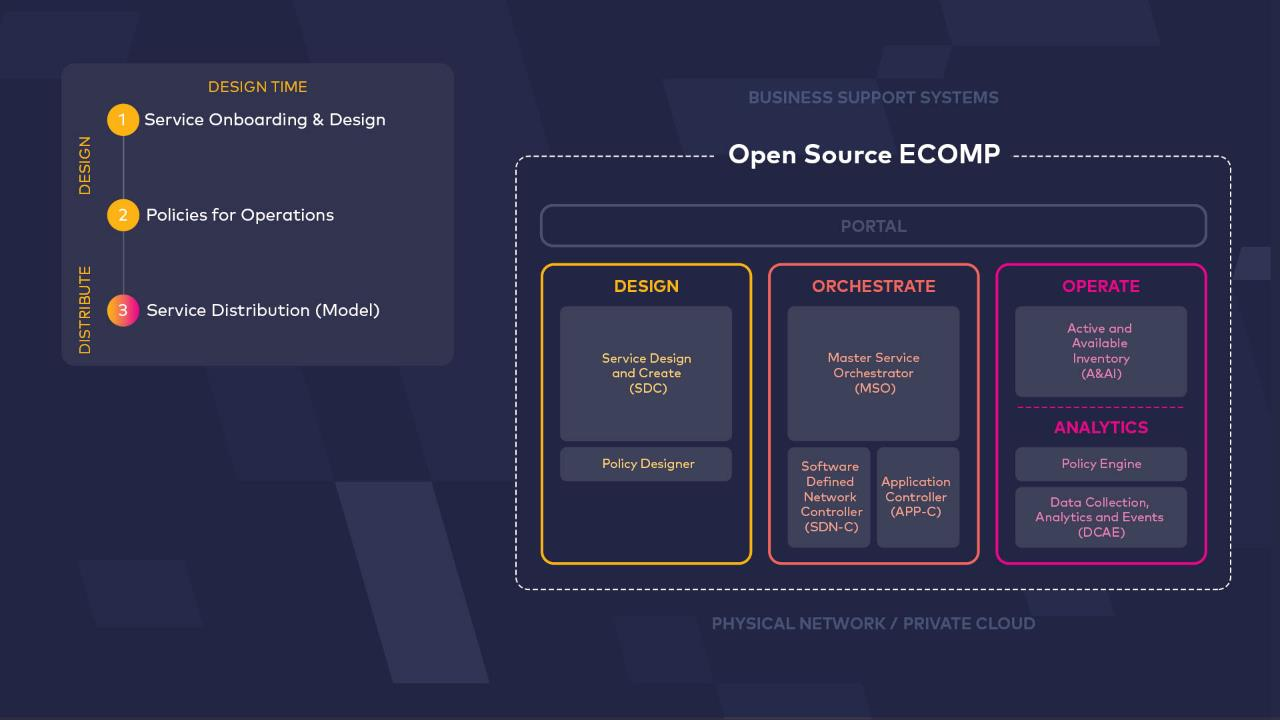 DESIGN TIME
1 Service Onboarding & Design
DESIGN
2 Policies for Operations
DISTRIBUTE
3 Service Distribution (Model)
BUSINESS SUPPORT SYSTEMS
Open Source ECOMP
PORTAL
DESIGN
Service Design
and Create
(SDC)
Policy Designer
ORCHESTRATE
Master Service
Orchestrator
(MSO)
Software
Defined
Network
Controller
(SDN-C)
Application
Controller
(APP-C)
OPERATE
Active and
Available
Inventory
(A&AI)
ANALYTICS
Policy Engine
Data Collection,
Analytics and Events
(DCAE)
PHYSICAL NETWORK / PRIVATE CLOUD